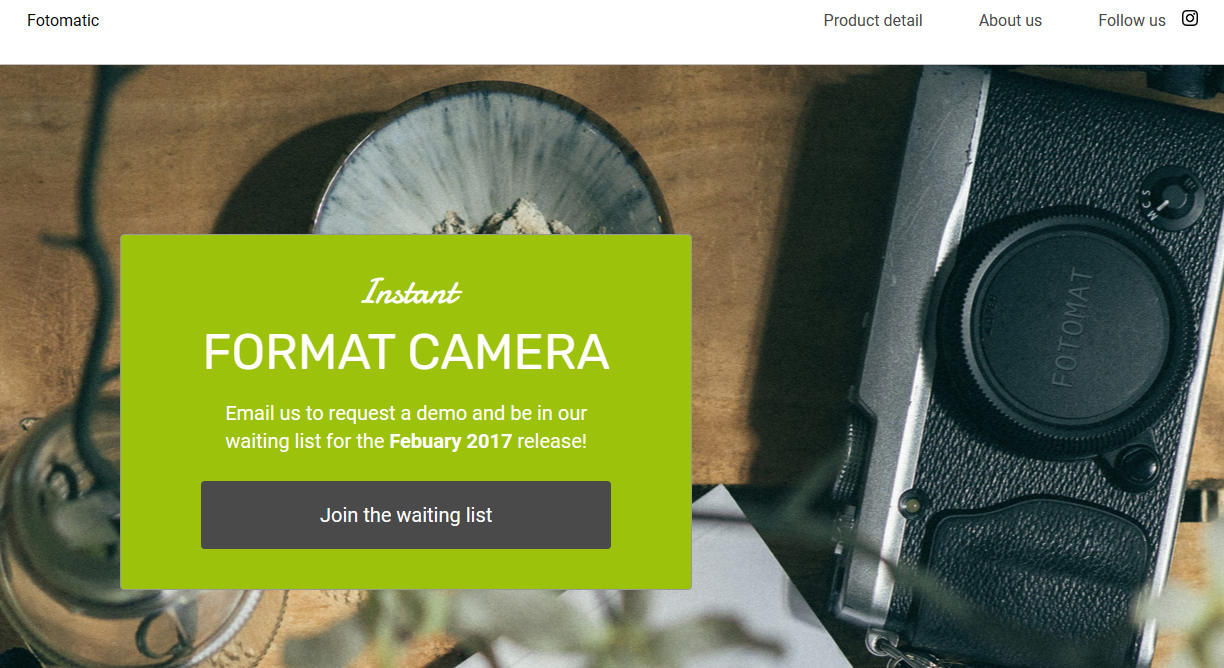 Fotomatic
Product detail
About us
Follow us
Instant
FORMAT CAMERA
Email us to request a demo and be in our
waiting list for the Febuary 2017 release!
Join the waiting list
M C S
FOTOMAT